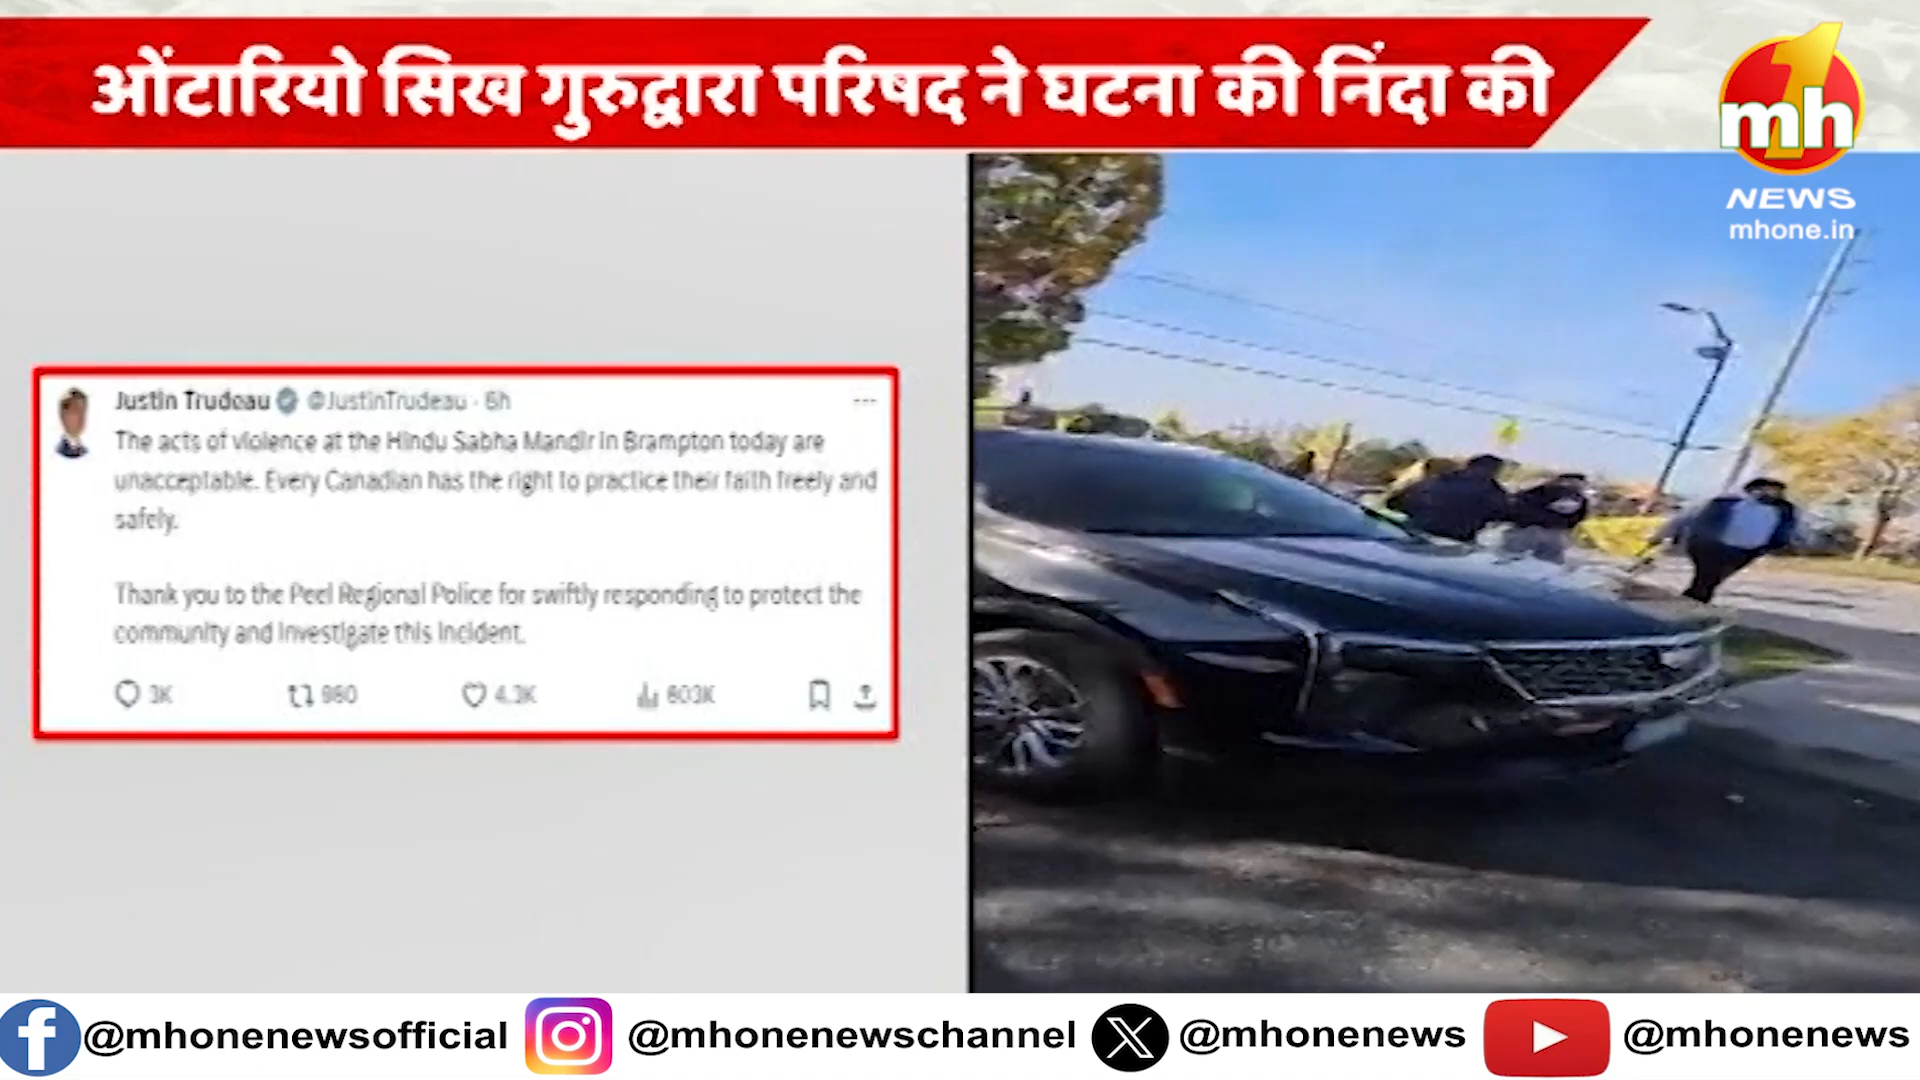 ओंटारियो सिख गुरुद्वारा परिषद ने घटना की निंदा की
1
mh
NEWS
mhone.in
Justin Trudeau @JustinTrudeau · 6h
The acts of violence at the Hindu Sabha Mandir in Brampton today are
unacceptable. Every Canadian has the right to practice their faith freely and
safely.
Thank you to the Peel Regional Police for swiftly responding to protect the
community and investigate this incident.
3K 960 4.3K 603K
@mhonenewsofficial @mhonenewschannel @mhonenews @mhonenews